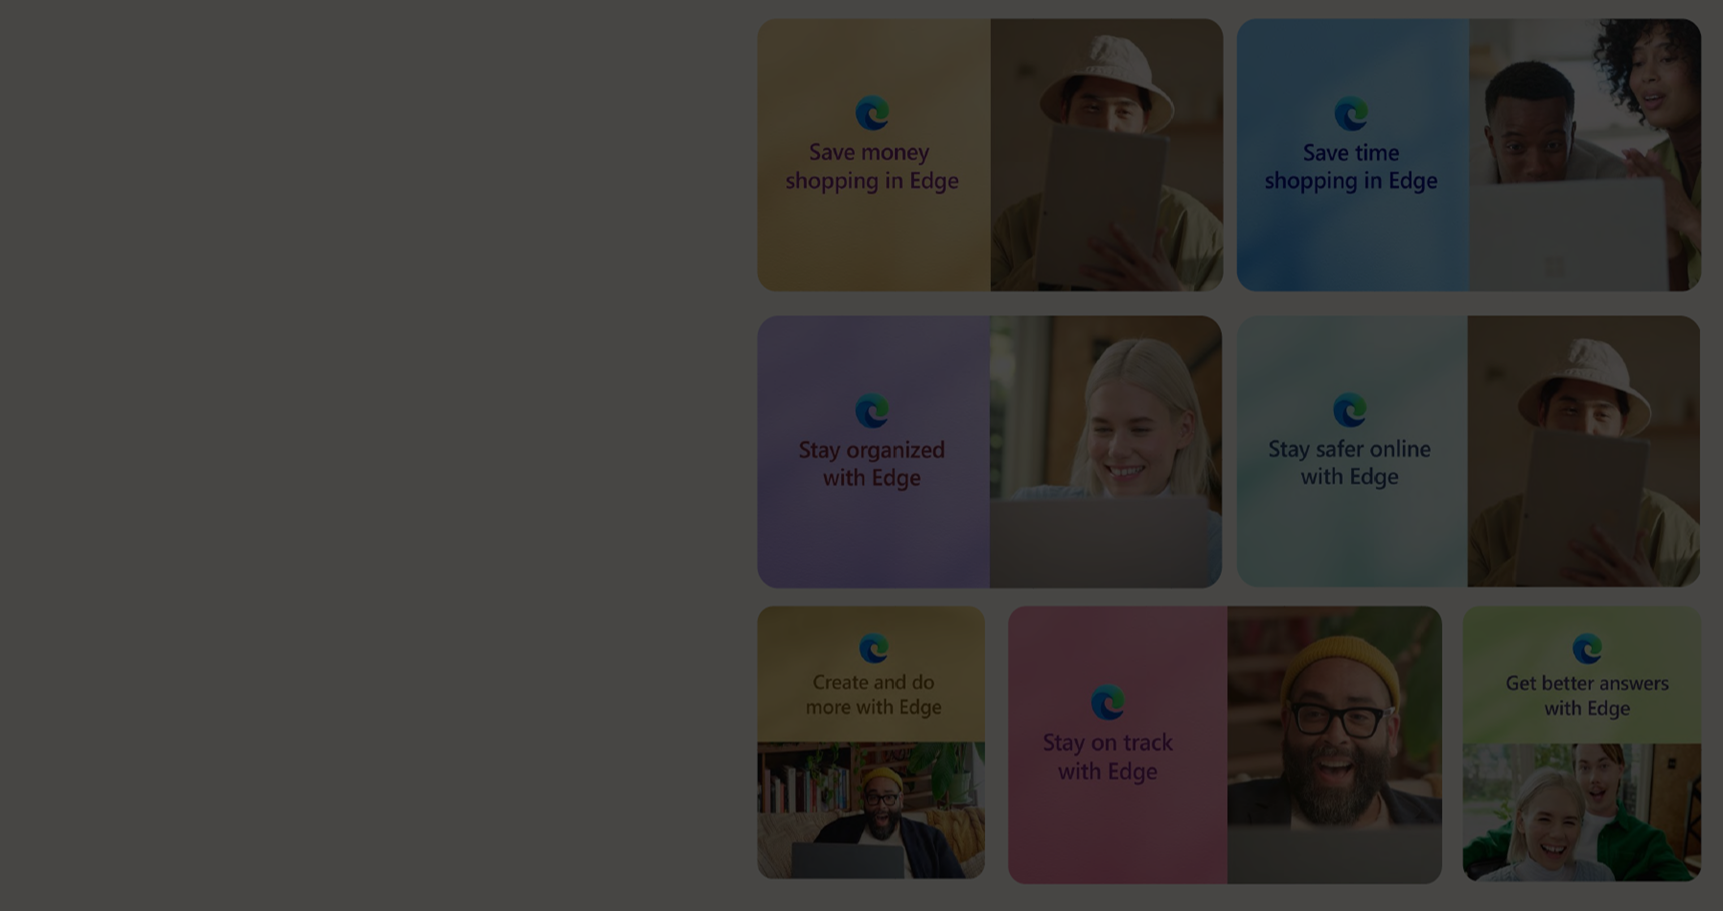 Save money
shopping in Edge
Save time
shopping in Edge
Stay organized
with Edge
Stay safer online
with Edge
Create and do
more with Edge
Stay on track
with Edge
Get better answers
with Edge